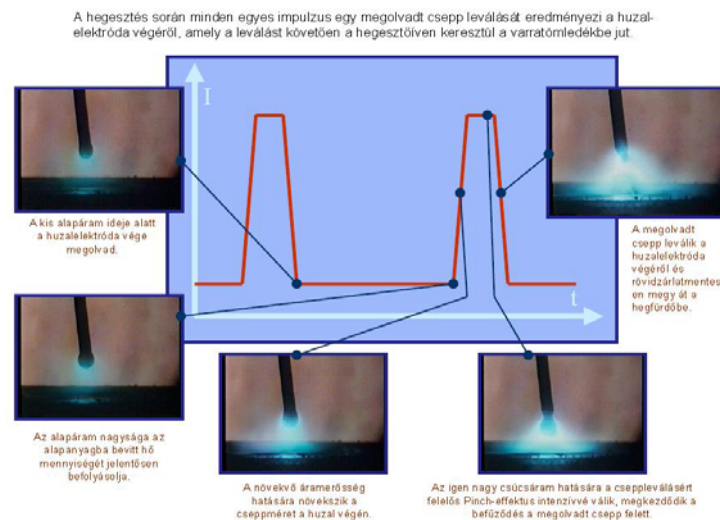 A hegesztés során minden egyes impulzus egy megolvadt csepp leválását eredményezi a huzal-
elektróda végéről, amely a leválást követően a hegesztőíven keresztül a varratömledékbe jut.
I
t
A kis alapáram ideje alatt
a huzalelektróda vége
megolvad.
A megolvadt
csepp leválik a
huzalelektróda
végéről és
rövidzárlatmentes
en megy át a
hegfürdőbe.
Az alapáram nagysága az
alapanyagba bevitt hő
mennyiségét jelentősen
befolyásolja.
A növekvő áramerősség
hatására növekszik a
cseppméret a huzal végén.
Az igen nagy csúcsáram hatására a cseppleválásért
felelős Pinch-effektus intenzívvé válik, megkezdődik a
befűződés a megolvadt csepp felett.